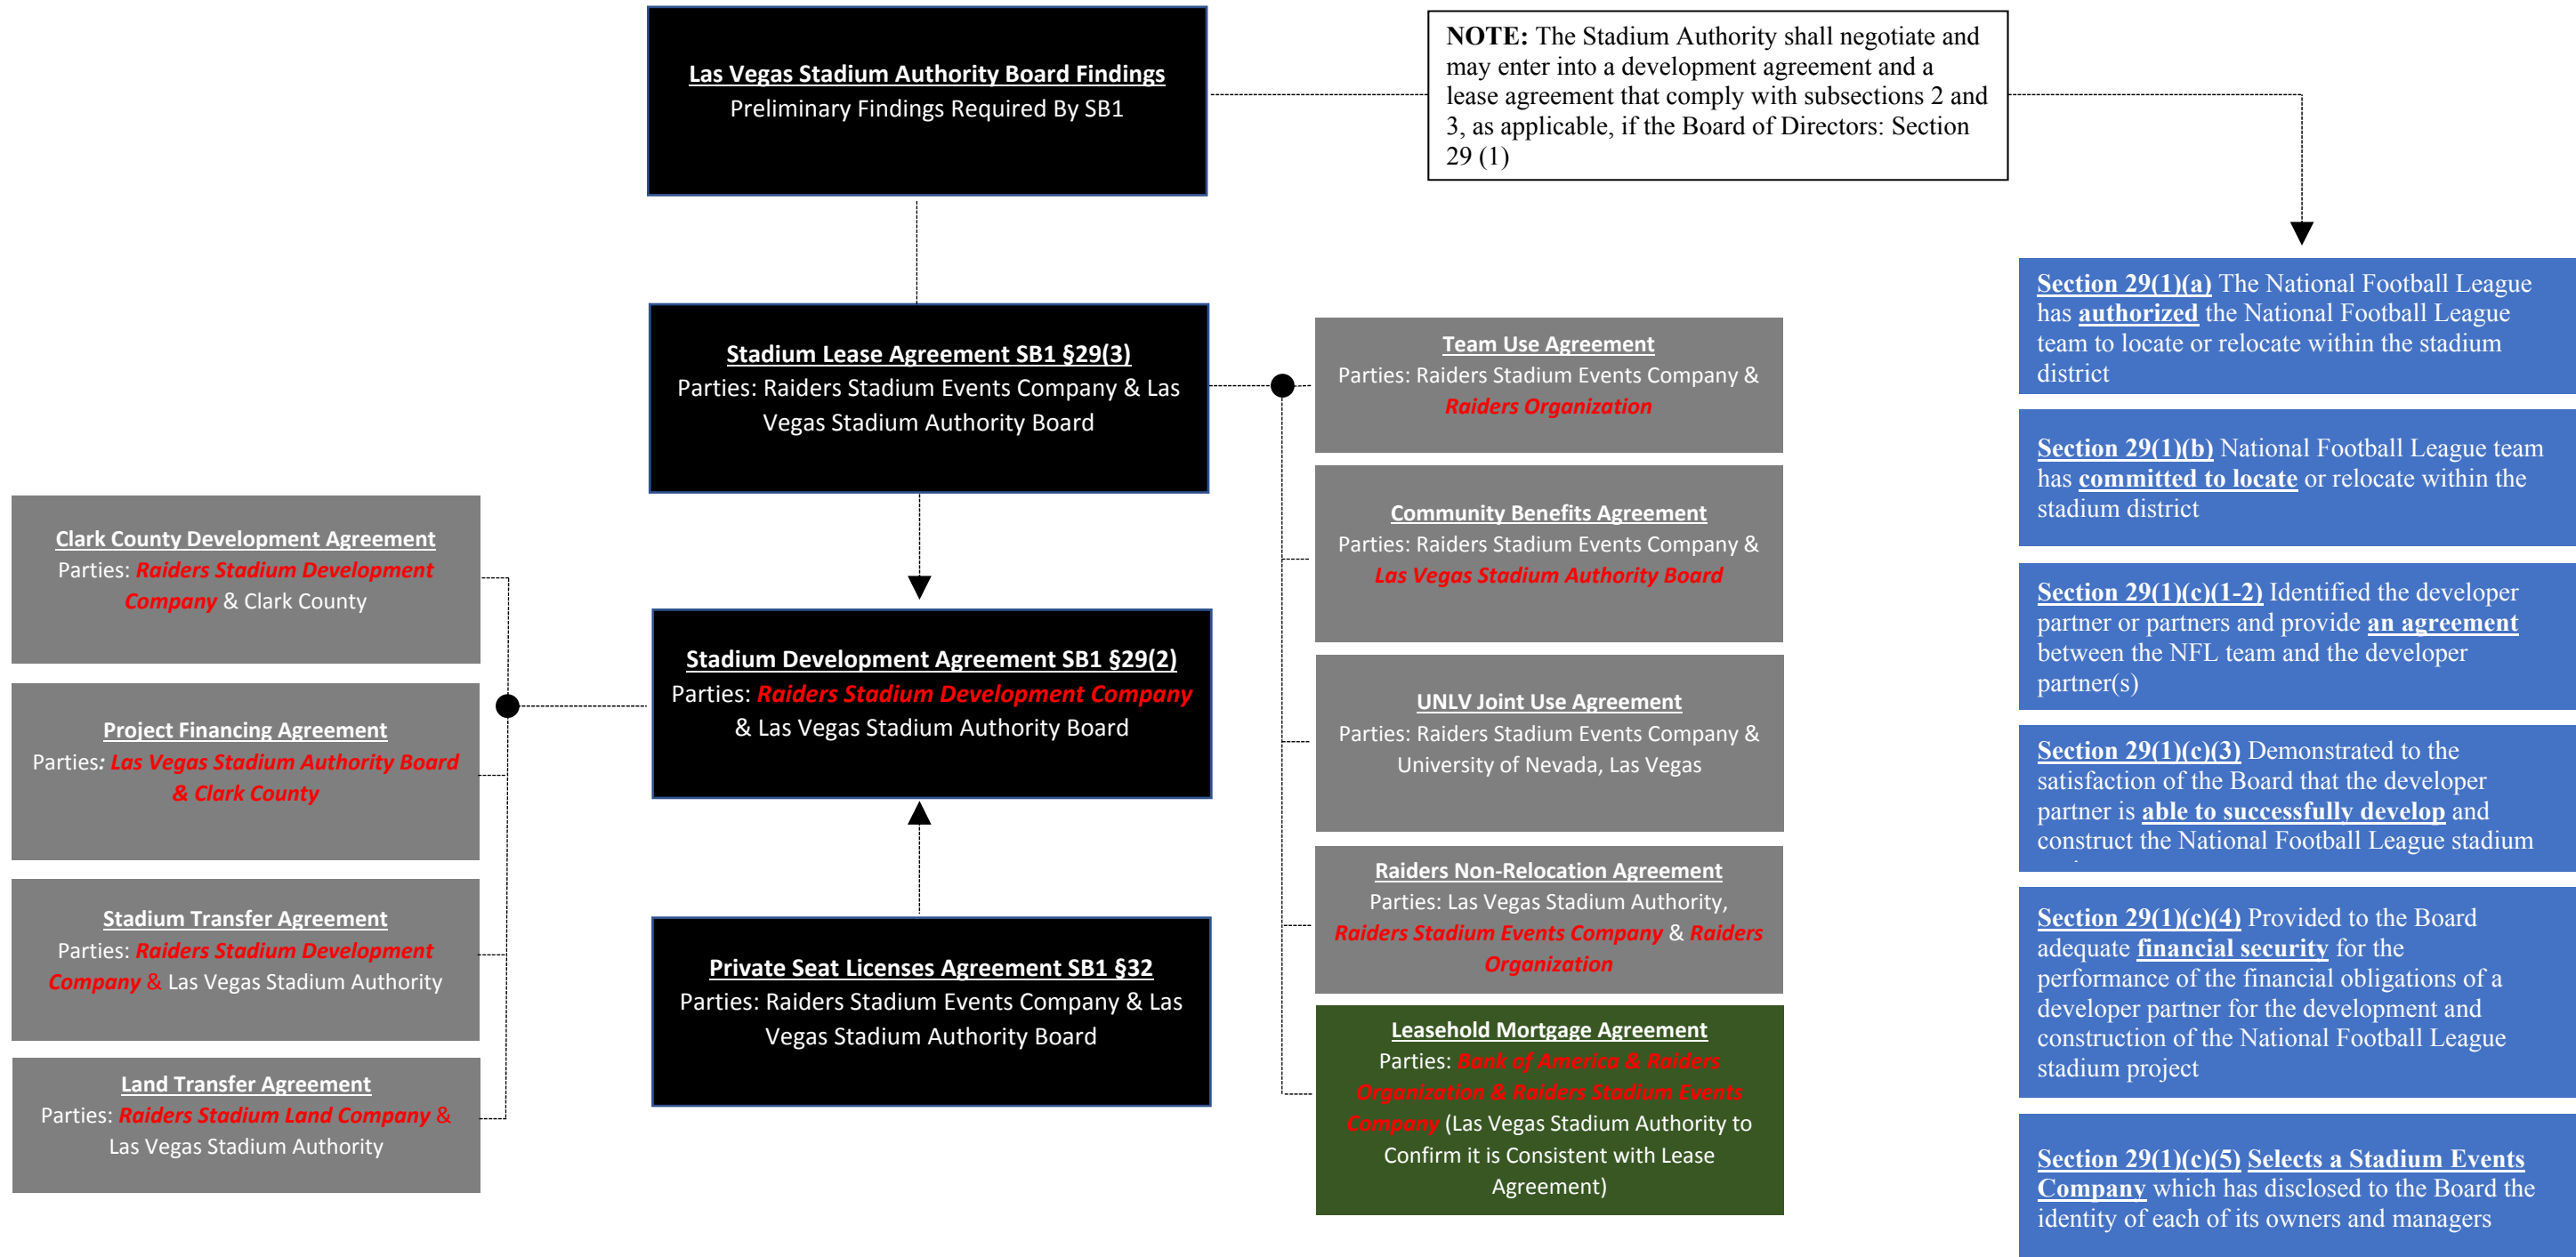 Las Vegas Stadium Authority Board Findings
Preliminary Findings Required By SB1
NOTE: The Stadium Authority shall negotiate and
may enter into a development agreement and a
lease agreement that comply with subsections 2 and
3, as applicable, if the Board of Directors: Section
29 (1)
Stadium Lease Agreement SB1 §29(3)
Parties: Raiders Stadium Events Company & Las
Vegas Stadium Authority Board
Stadium Development Agreement SB1 §29(2)
Parties: Raiders Stadium Development Company
& Las Vegas Stadium Authority Board
Private Seat Licenses Agreement SB1 §32
Parties: Raiders Stadium Events Company & Las
Vegas Stadium Authority Board
Clark County Development Agreement
Parties: Raiders Stadium Development
Company & Clark County
Project Financing Agreement
Parties: Las Vegas Stadium Authority Board
& Clark County
Stadium Transfer Agreement
Parties: Raiders Stadium Development
Company & Las Vegas Stadium Authority
Land Transfer Agreement
Parties: Raiders Stadium Land Company &
Las Vegas Stadium Authority
Team Use Agreement
Parties: Raiders Stadium Events Company &
Raiders Organization
Community Benefits Agreement
Parties: Raiders Stadium Events Company &
Las Vegas Stadium Authority Board
UNLV Joint Use Agreement
Parties: Raiders Stadium Events Company &
University of Nevada, Las Vegas
Raiders Non-Relocation Agreement
Parties: Las Vegas Stadium Authority,
Raiders Stadium Events Company & Raiders
Organization
Leasehold Mortgage Agreement
Parties: Bank of America & Raiders
Organization & Raiders Stadium Events
Company (Las Vegas Stadium Authority to
Confirm it is Consistent with Lease
Agreement)
Section 29(1)(a) The National Football League
has authorized the National Football League
team to locate or relocate within the stadium
district
Section 29(1)(b) National Football League team
has committed to locate or relocate within the
stadium district
Section 29(1)(c)(1-2) Identified the developer
partner or partners and provide an agreement
between the NFL team and the developer
partner(s)
Section 29(1)(c)(3) Demonstrated to the
satisfaction of the Board that the developer
partner is able to successfully develop and
construct the National Football League stadium
Section 29(1)(c)(4) Provided to the Board
adequate financial security for the
performance of the financial obligations of a
developer partner for the development and
construction of the National Football League
stadium project
Section 29(1)(c)(5) Selects a Stadium Events
Company which has disclosed to the Board the
identity of each of its owners and managers